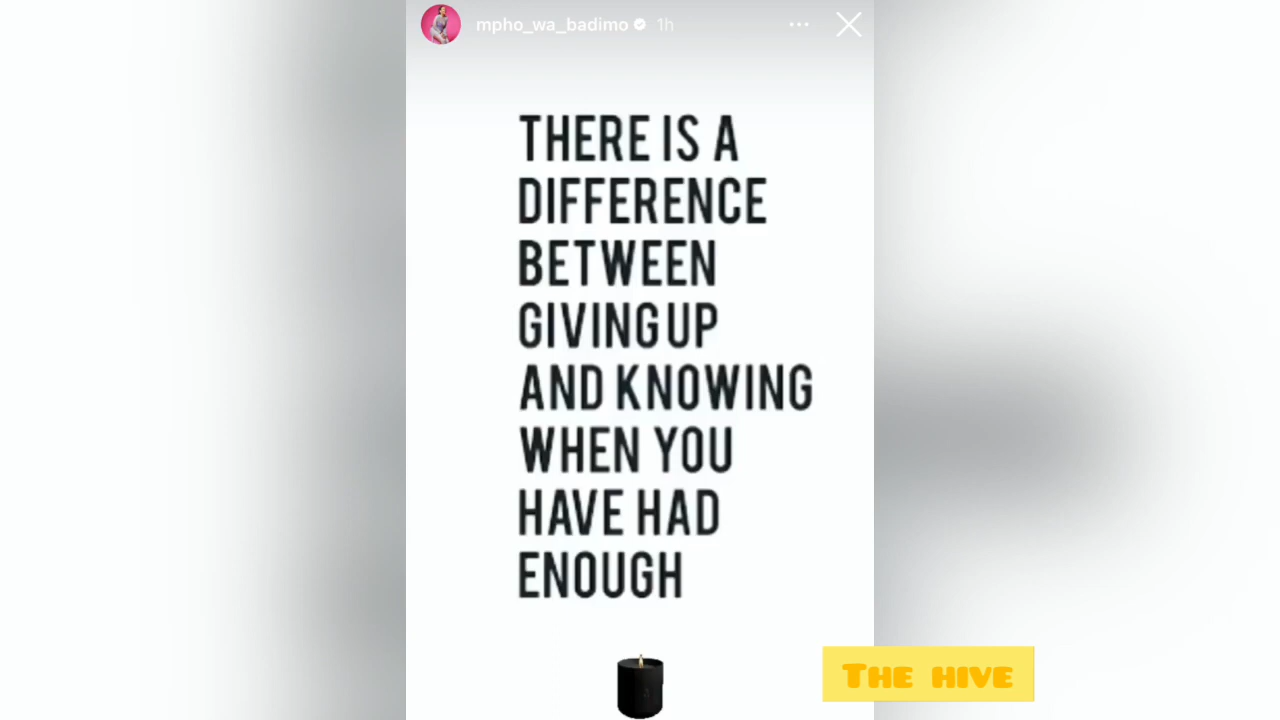 mpho_wa_badimo 1h
THERE IS A
DIFFERENCE
BETWEEN
GIVING UP
AND KNOWING
WHEN YOU
HAVE HAD
ENOUGH
THE HIVE